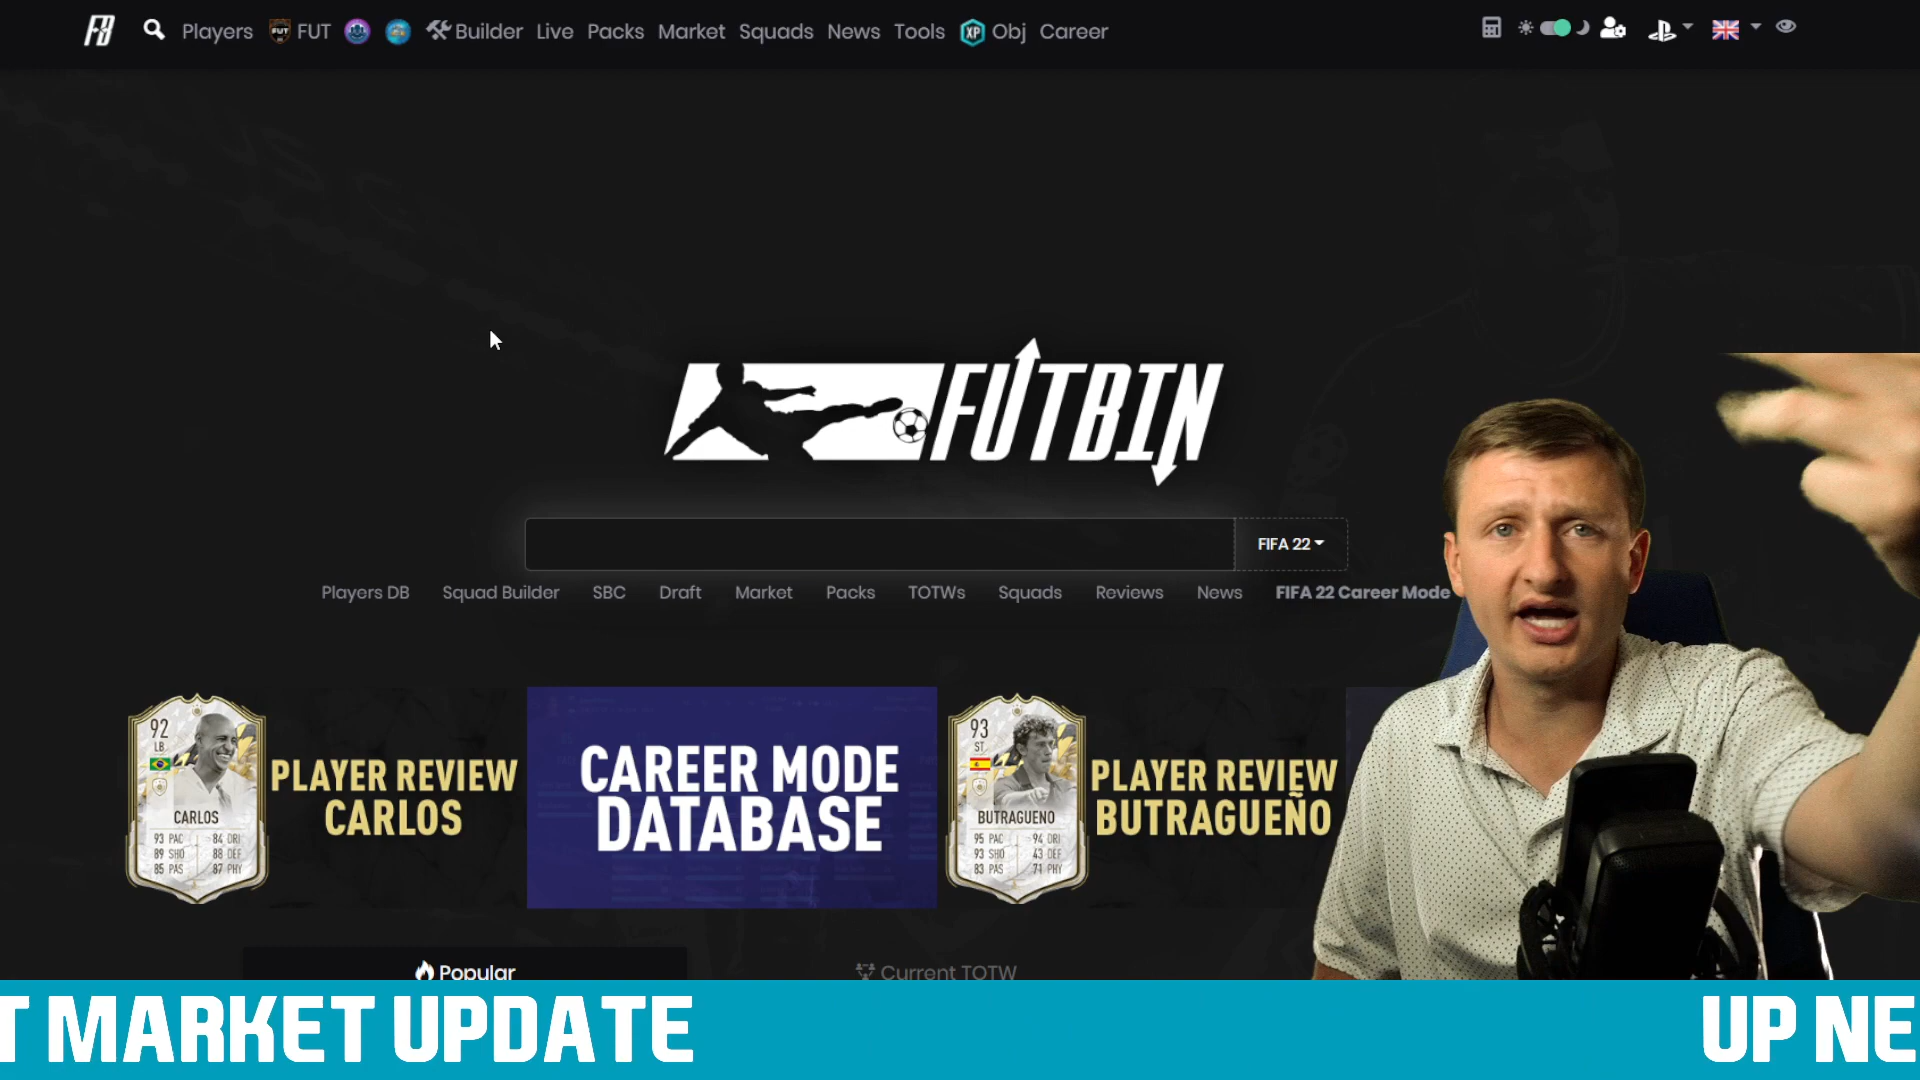 Players FUT Builder Live Packs Market Squads News Tools XP Obj Career
FUTBIN
FIFA 22
Players DB Squad Builder SBC Draft Market Packs TOTWs Squads Reviews News FIFA 22 Career Mode
92
LB
CARLOS
93 PAC 84 DRI
89 SHO 88 DEF
85 PAS 87 PHY
PLAYER REVIEW
CARLOS
CAREER MODE
DATABASE
93
ST
BUTRAGUENO
95 PAC 94 DRI
93 SHO 43 DEF
83 PAS 71 PHY
PLAYER REVIEW
BUTRAGUEÑO
Popular
Current TOTW
T MARKET UPDATE
UP NE